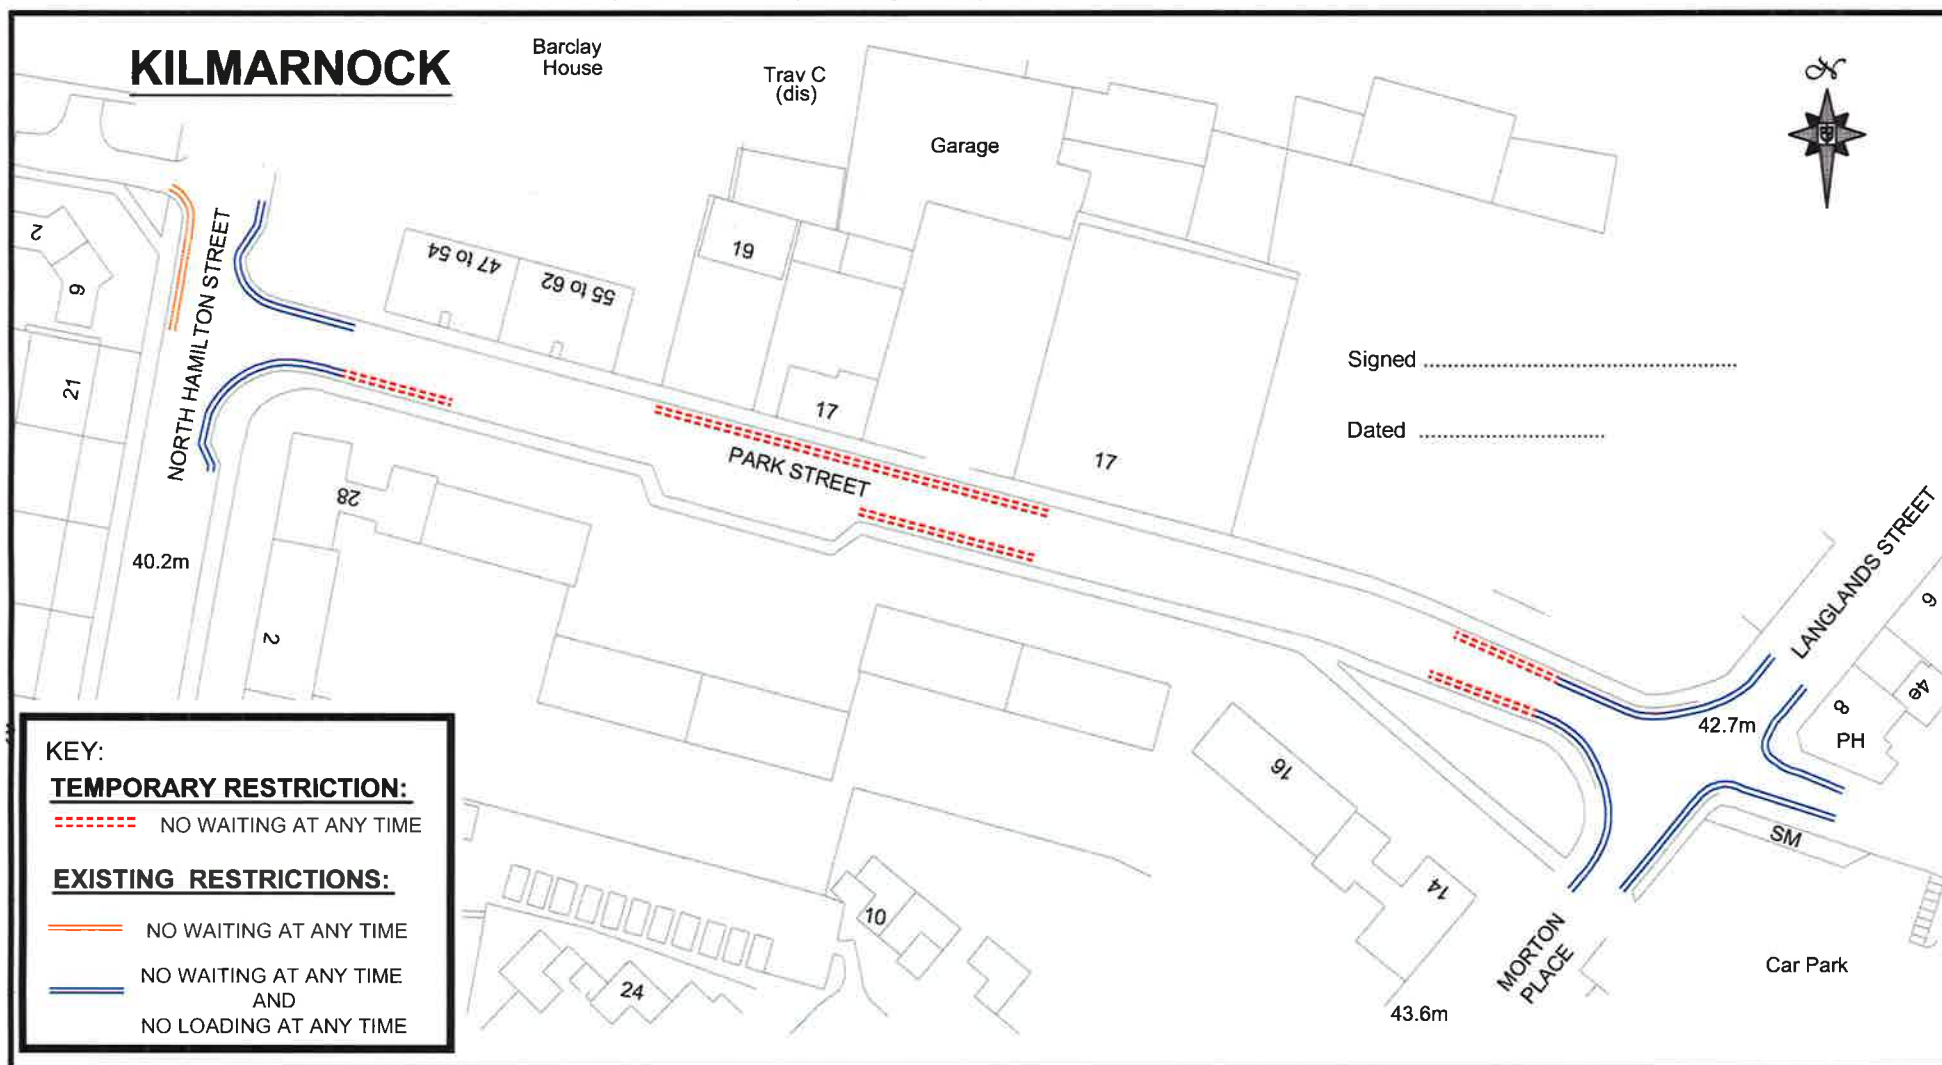 KILMARNOCK
Barclay
House
Trav C
(dis)
Garage
N
2
9
21
NORTH HAMILTON STREET
47 to 54
55 to 62
19
17
17
PARK STREET
Signed
Dated
28
2
40.2m
LANGLANDS STREET
6
4e
8
PH
42.7m
SM
16
14
10
24
MORTON
PLACE
43.6m
Car Park
KEY:
TEMPORARY RESTRICTION:
NO WAITING AT ANY TIME
EXISTING RESTRICTIONS:
NO WAITING AT ANY TIME
NO WAITING AT ANY TIME
AND
NO LOADING AT ANY TIME